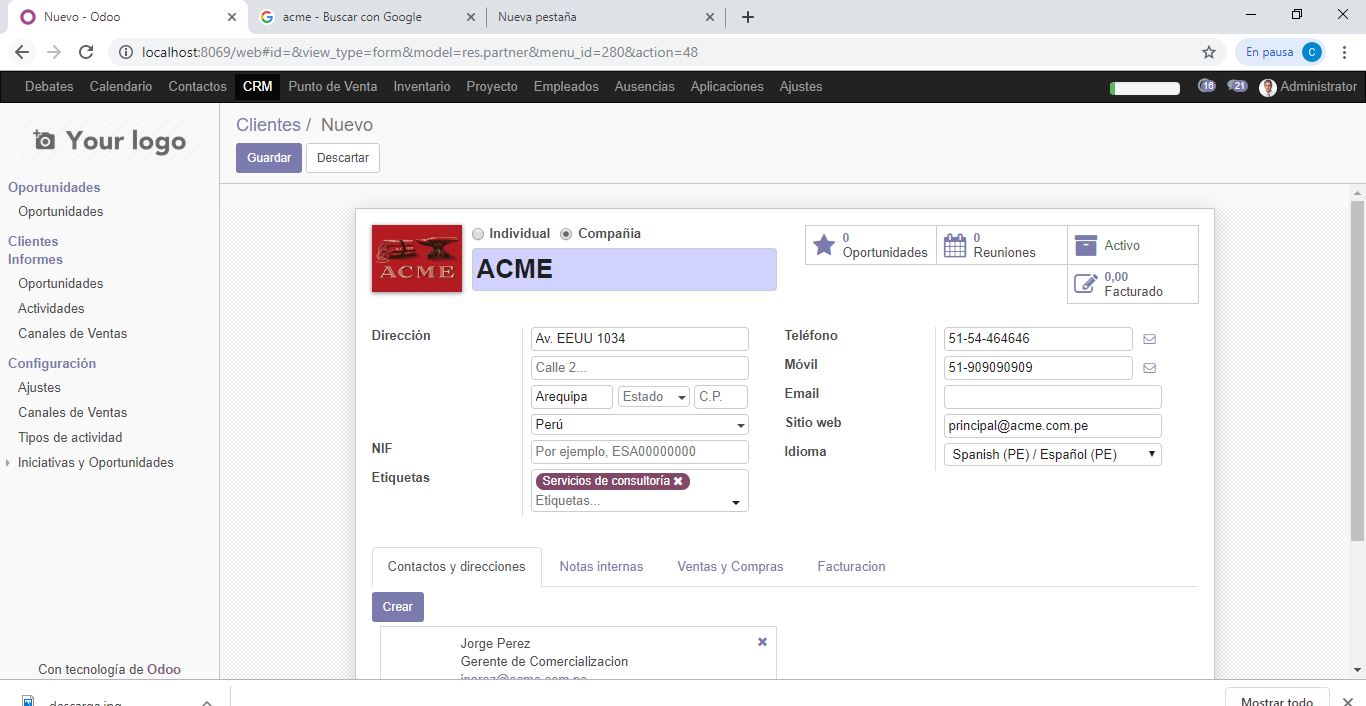 Nuevo - Odoo
acme - Buscar con Google
Nueva pestaña
localhost:8069/web#id=&view_type=form&model=res.partner&menu_id=280&action=48
En pausa
C
Debates Calendario Contactos CRM Punto de Venta Inventario Proyecto Empleados Ausencias Aplicaciones Ajustes
16
21
Administrator
Your logo
Clientes / Nuevo
Guardar
Descartar
Oportunidades
Oportunidades
Clientes
Informes
Oportunidades
Actividades
Canales de Ventas
Configuración
Ajustes
Canales de Ventas
Tipos de actividad
Iniciativas y Oportunidades
Con tecnología de Odoo
ACME
Individual
Compañia
ACME
0
Oportunidades
0
Reuniones
Activo
0,00
Facturado
Dirección
Av. EEUU 1034
Calle 2...
Arequipa
Estado
C.P.
Perú
NIF
Por ejemplo, ESA00000000
Etiquetas
Servicios de consultoría
Etiquetas...
Teléfono
51-54-464646
Móvil
51-909090909
Email
Sitio web
principal@acme.com.pe
Idioma
Spanish (PE) / Español (PE)
Contactos y direcciones
Notas internas
Ventas y Compras
Facturacion
Crear
Jorge Perez
Gerente de Comercializacion
jperez@acme.com.pe
descarga.jpg
Mostrar todo